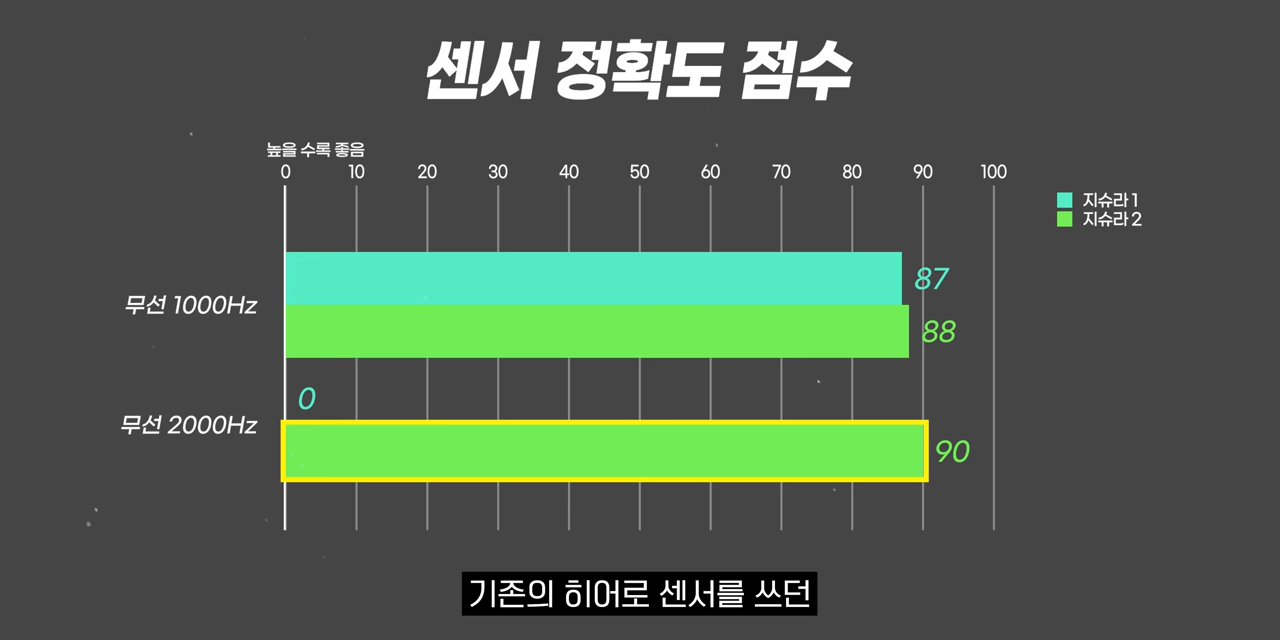 센서 정확도 점수
높을 수록 좋음
0 10 20 30 40 50 60 70 80 90 100
지슈라 1
지슈라 2
무선 1000Hz
87
88
무선 2000Hz
0
90
기존의 히어로 센서를 쓰던